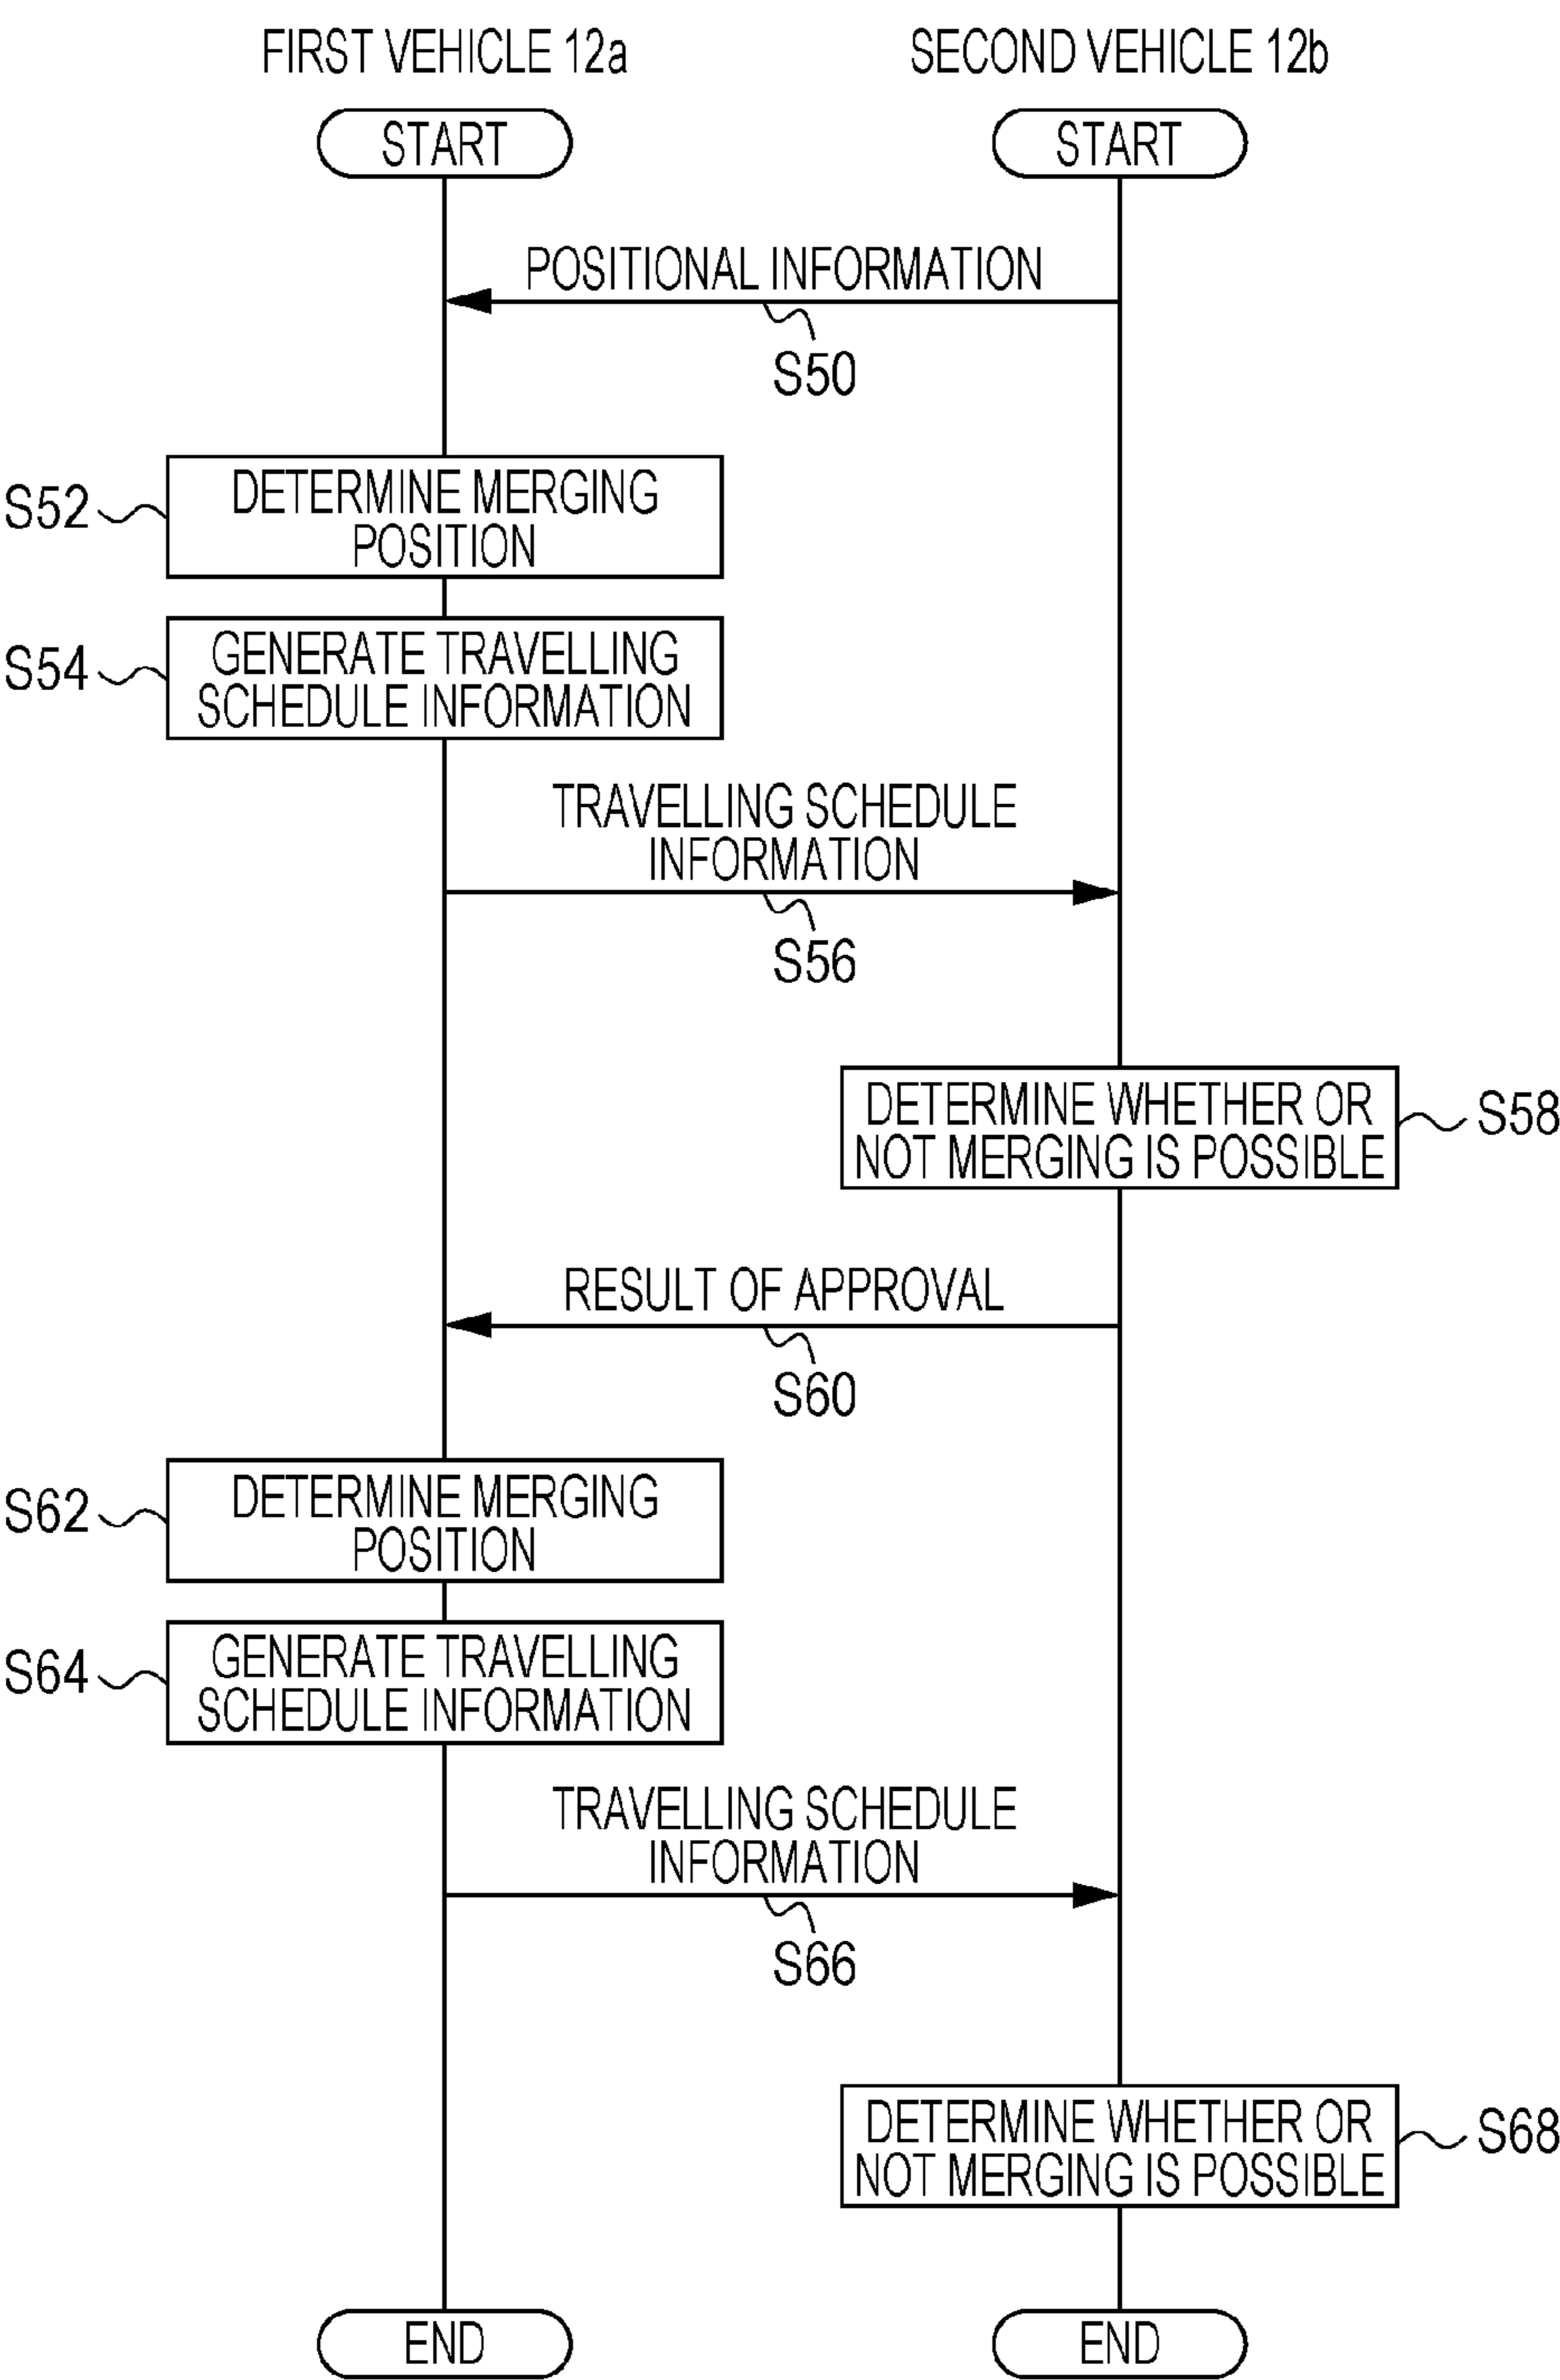 FIRST VEHICLE 12a
SECOND VEHICLE 12b
START
START
POSITIONAL INFORMATION
S50
S52
DETERMINE MERGING
POSITION
S54
GENERATE TRAVELLING
SCHEDULE INFORMATION
TRAVELLING SCHEDULE
INFORMATION
S56
DETERMINE WHETHER OR
NOT MERGING IS POSSIBLE
S58
RESULT OF APPROVAL
S60
S62
DETERMINE MERGING
POSITION
S64
GENERATE TRAVELLING
SCHEDULE INFORMATION
TRAVELLING SCHEDULE
INFORMATION
S66
DETERMINE WHETHER OR
NOT MERGING IS POSSIBLE
S68
END
END